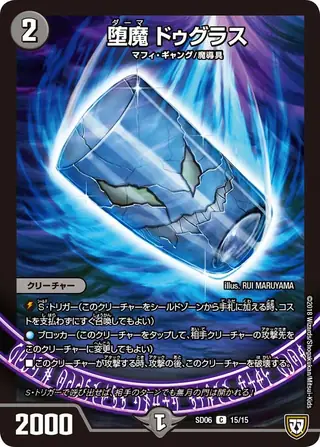 2
ダーマ
堕魔 ドゥグラス
マフィ・ギャング/魔導具
illus. RUI MARUYAMA
クリーチャー
S・トリガー(このクリーチャーをシールドゾーンから手札に加える時、コス
トを支払わずにすぐ召喚してもよい)
ブロッカー(このクリーチャーをタップして、相手クリーチャーの攻撃先を
このクリーチャーに変更してもよい)
■このクリーチャーが攻撃する時、攻撃の後、このクリーチャーを破壊する。
S・トリガーで呼び出せば、相手のターンでも無月の門は開く!
2000
SD06 C 15/15